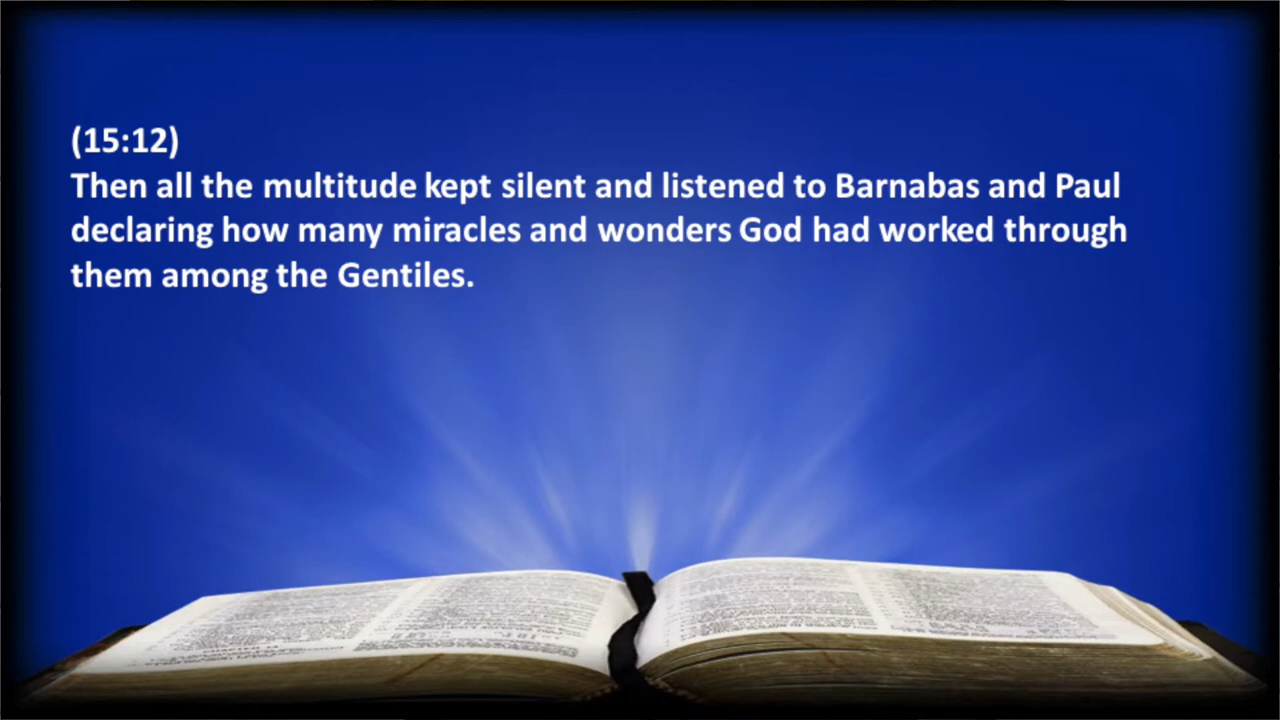 (15:12)
Then all the multitude kept silent and listened to Barnabas and Paul
declaring how many miracles and wonders God had worked through
them among the Gentiles.